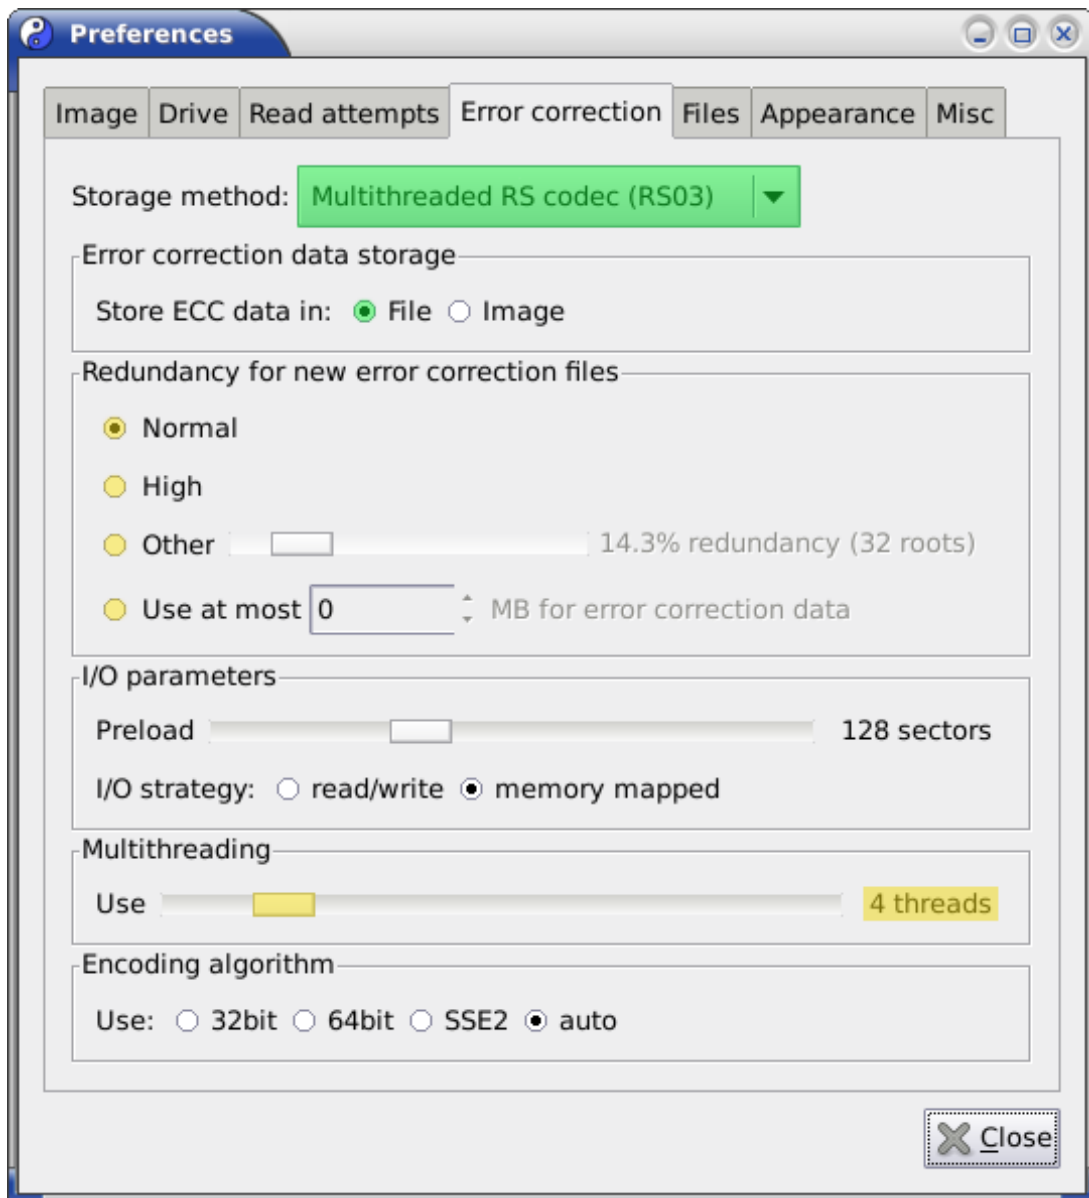 Preferences
Image Drive Read attempts Error correction Files Appearance Misc
Storage method: Multithreaded RS codec (RS03)
Error correction data storage
Store ECC data in: File Image
Redundancy for new error correction files
Normal
High
Other 14.3% redundancy (32 roots)
Use at most 0 MB for error correction data
I/O parameters
Preload 128 sectors
I/O strategy: read/write memory mapped
Multithreading
Use 4 threads
Encoding algorithm
Use: 32bit 64bit SSE2 auto
Close